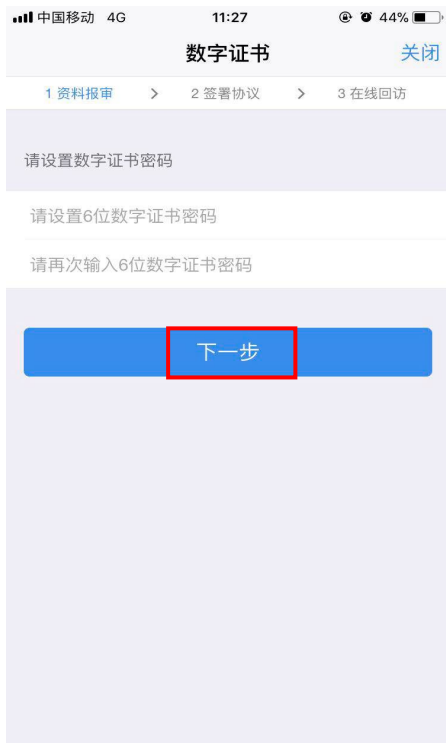 中国移动 4G 11:27 44%
数字证书 关闭
1 资料报审 > 2 签署协议 > 3 在线回访
请设置数字证书密码
请设置6位数字证书密码
请再次输入6位数字证书密码
下一步